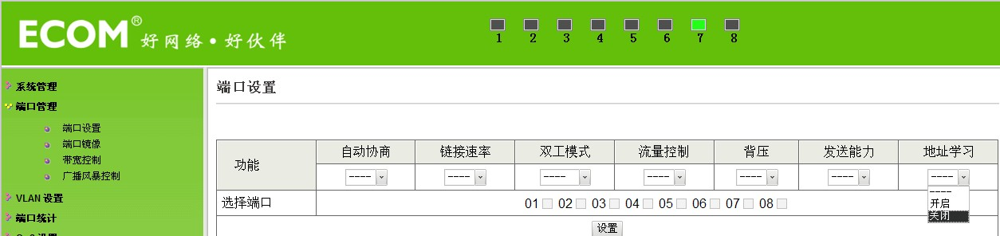 ECOM® 好网络·好伙伴
1 2 3 4 5 6 7 8
系统管理
端口管理
端口设置
端口镜像
带宽控制
广播风暴控制
VLAN 设置
端口统计
端口设置
功能 自动协商 链接速率 双工模式 流量控制 背压 发送能力 地址学习
---- ---- ---- ---- ---- ---- ----
选择端口 01 02 03 04 05 06 07 08
----
开启
关闭
设置